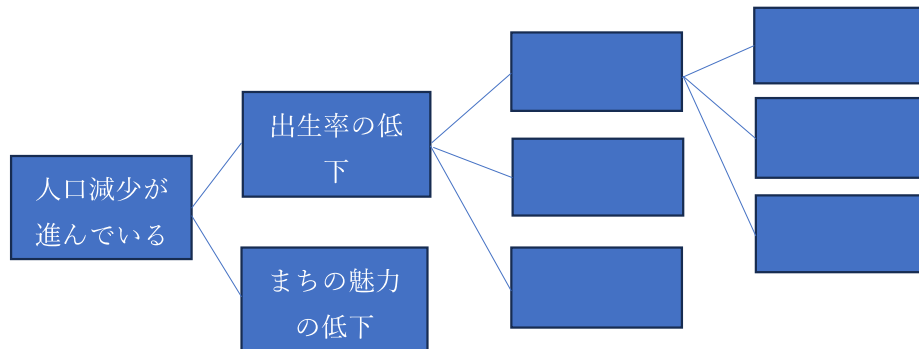 人口減少が
進んでいる
出生率の低
下
まちの魅力
の低下